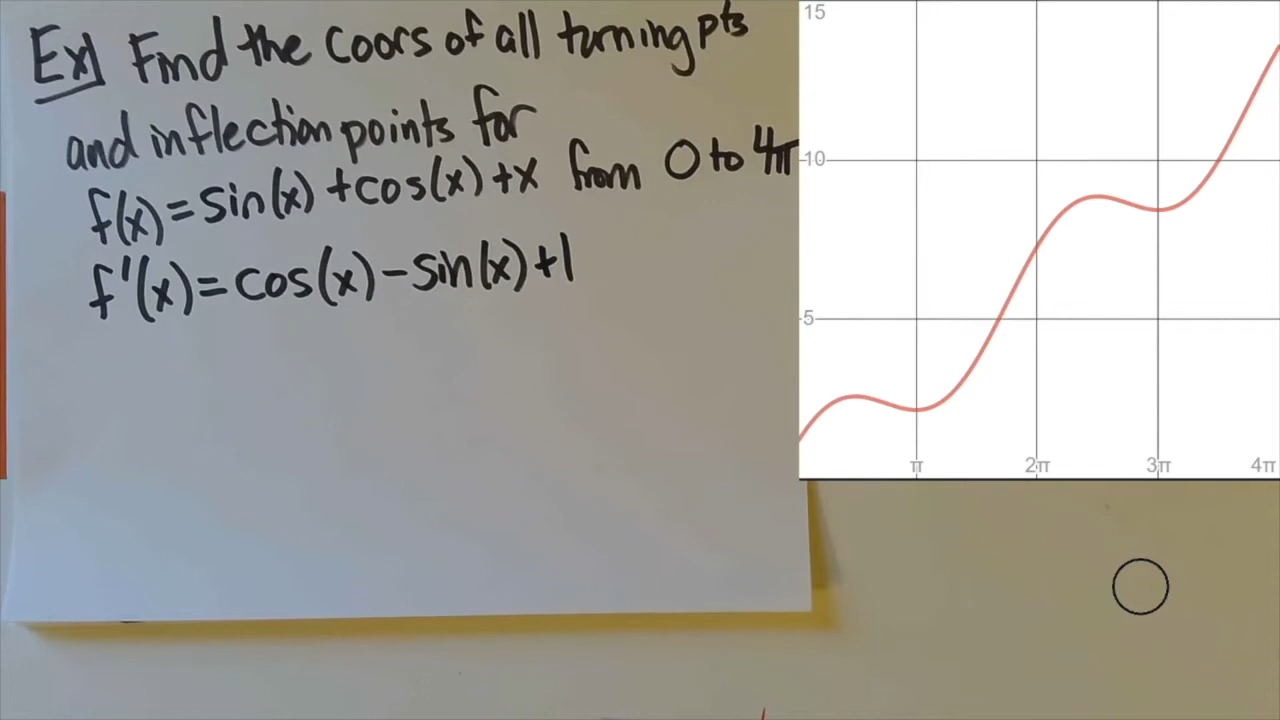 Ex] Find the coors of all turning pts
and inflection points for
f(x)=sin(x)+cos(x)+x from 0 to 4π
f'(x)=cos(x)-sin(x)+1
15
10
5
π 2π 3π 4π